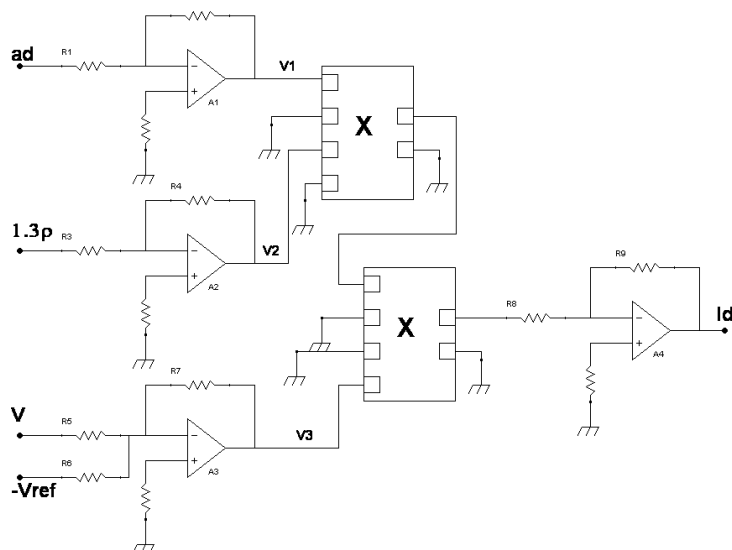 ad
R1
A1
V1
X
1.3ρ
R3
R4
A2
V2
X
R8
R9
A4
Id
V
R5
R6
-Vref
R7
A3
V3